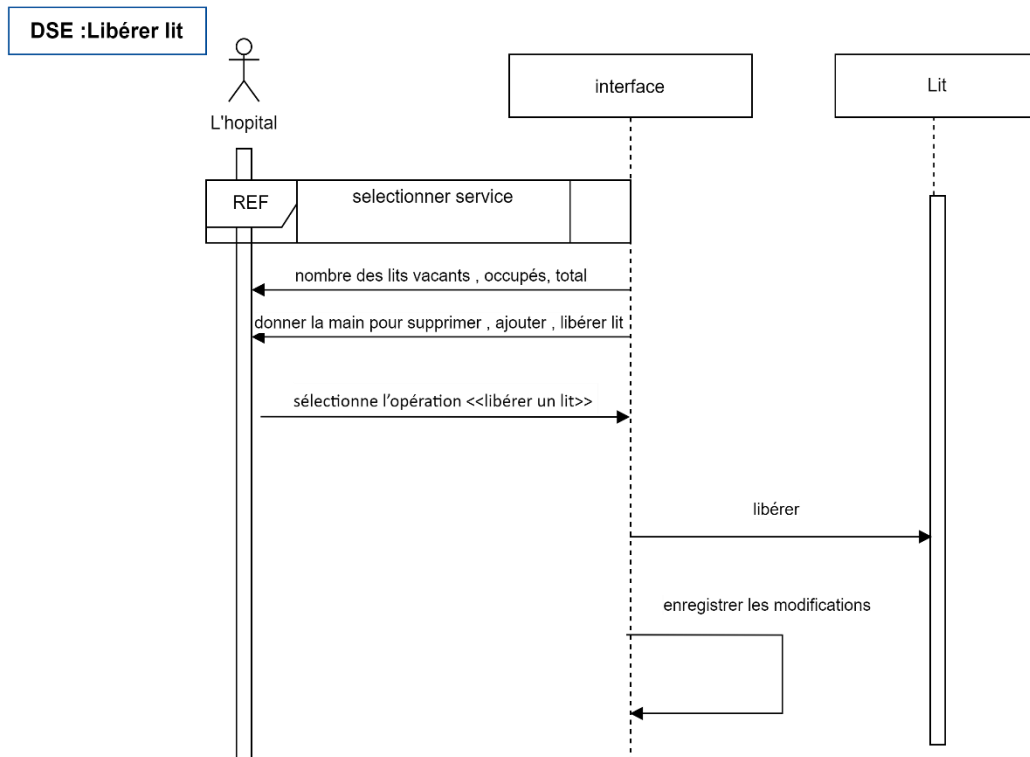 DSE :Libérer lit
L'hopital
interface
Lit
REF
selectionner service
nombre des lits vacants , occupés, total
donner la main pour supprimer , ajouter , libérer lit
sélectionne l'opération <<libérer un lit>>
libérer
enregistrer les modifications